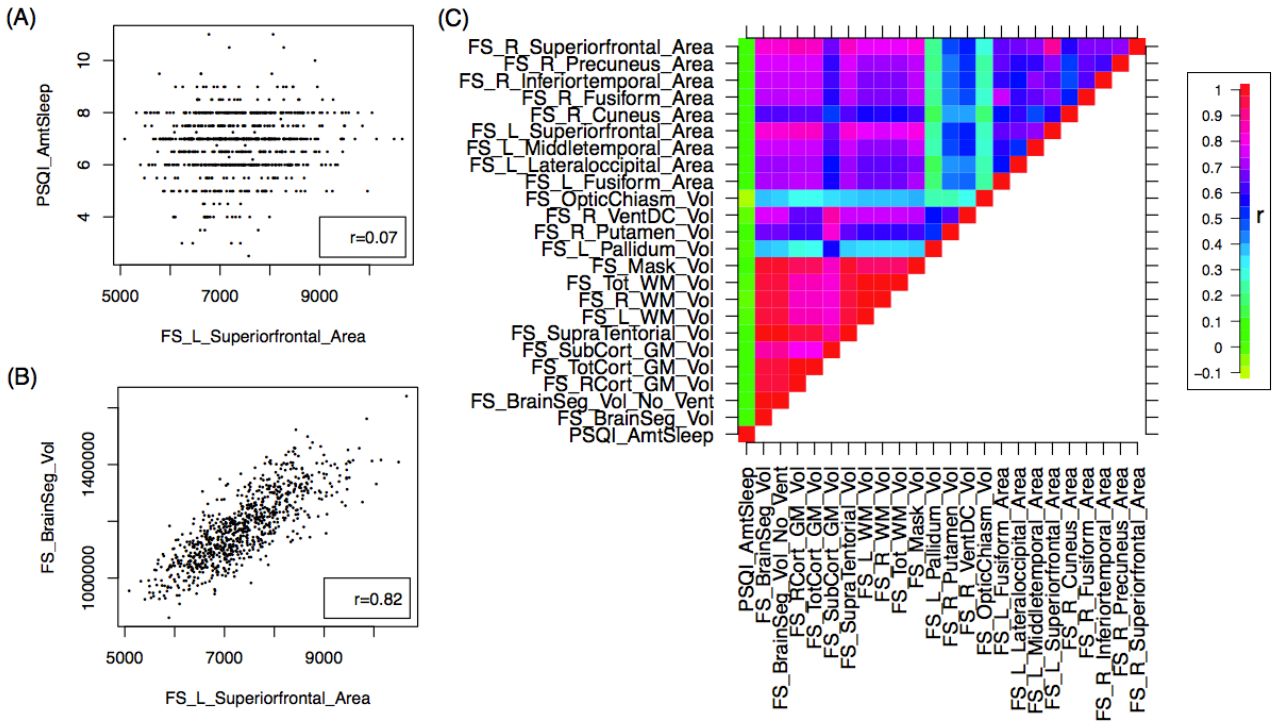 (A)
10
8
6
4
PSQI_AmtSleep
r=0.07
5000 7000 9000
FS_L_Superiorfrontal_Area
(B)
1400000
1000000
FS_BrainSeg_Vol
r=0.82
5000 7000 9000
FS_L_Superiorfrontal_Area
(C)
FS_R_Superiorfrontal_Area
FS_R_Precuneus_Area
FS_R_Inferiortemporal_Area
FS_R_Fusiform_Area
FS_R_Cuneus_Area
FS_L_Superiorfrontal_Area
FS_L_Middletemporal_Area
FS_L_Lateraloccipital_Area
FS_L_Fusiform_Area
FS_OpticChiasm_Vol
FS_R_VentDC_Vol
FS_R_Putamen_Vol
FS_L_Pallidum_Vol
FS_Mask_Vol
FS_Tot_WM_Vol
FS_R_WM_Vol
FS_L_WM_Vol
FS_SupraTentorial_Vol
FS_SubCort_GM_Vol
FS_TotCort_GM_Vol
FS_RCort_GM_Vol
FS_BrainSeg_Vol_No_Vent
FS_BrainSeg_Vol
PSQI_AmtSleep
PSQI_AmtSleep
FS_BrainSeg_Vol
FS_BrainSeg_Vol_No_Vent
FS_RCort_GM_Vol
FS_TotCort_GM_Vol
FS_SubCort_GM_Vol
FS_SupraTentorial_Vol
FS_L_WM_Vol
FS_R_WM_Vol
FS_Tot_WM_Vol
FS_Mask_Vol
FS_L_Pallidum_Vol
FS_R_Putamen_Vol
FS_R_VentDC_Vol
FS_OpticChiasm_Vol
FS_L_Fusiform_Area
FS_L_Lateraloccipital_Area
FS_L_Middletemporal_Area
FS_L_Superiorfrontal_Area
FS_R_Cuneus_Area
FS_R_Fusiform_Area
FS_R_Inferiortemporal_Area
FS_R_Precuneus_Area
FS_R_Superiorfrontal_Area
1
0.9
0.8
0.7
0.6
0.5
0.4
0.3
0.2
0.1
0
−0.1
r